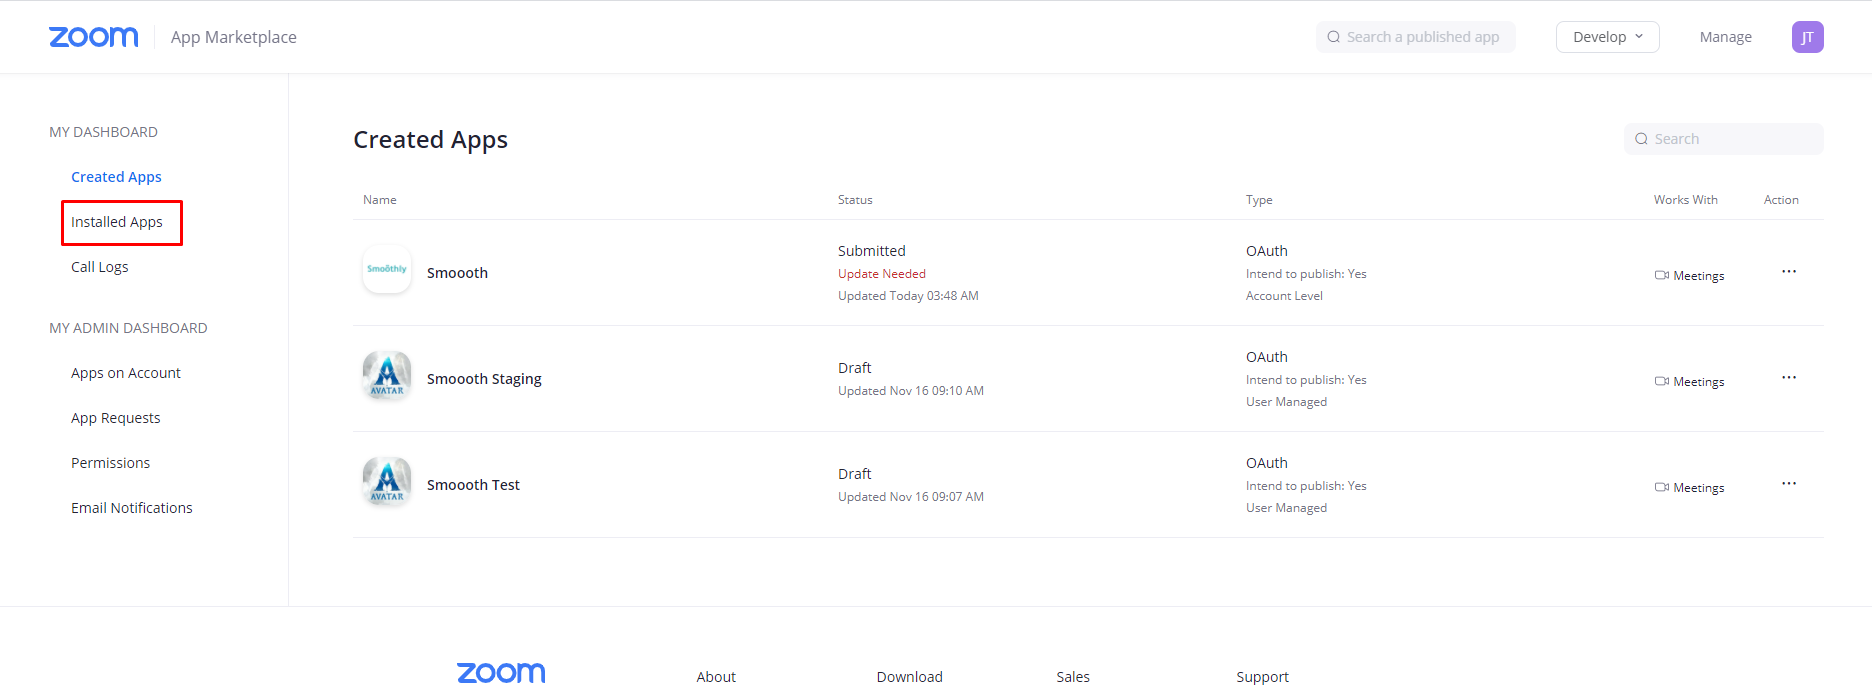 zoom App Marketplace
Search a published app
Develop
Manage
JT
MY DASHBOARD
Created Apps
Installed Apps
Call Logs
MY ADMIN DASHBOARD
Apps on Account
App Requests
Permissions
Email Notifications
Created Apps
Search
Name Status Type Works With Action
Smoothly
Smoooth
Submitted
Update Needed
Updated Today 03:48 AM
OAuth
Intend to publish: Yes
Account Level
Meetings
AVATAR
Smoooth Staging
Draft
Updated Nov 16 09:10 AM
OAuth
Intend to publish: Yes
User Managed
Meetings
AVATAR
Smoooth Test
Draft
Updated Nov 16 09:07 AM
OAuth
Intend to publish: Yes
User Managed
Meetings
zoom About Download Sales Support